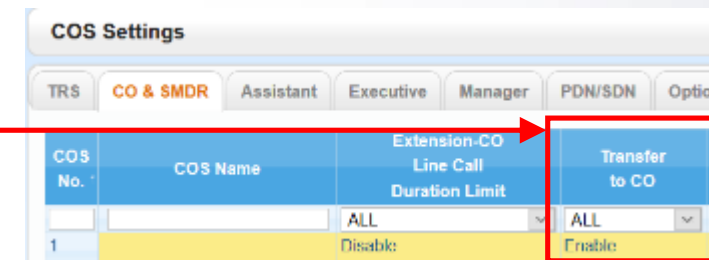 COS Settings
TRS CO & SMDR Assistant Executive Manager PDN/SDN Optio
COS No. COS Name Extension-CO Line Call Duration Limit Transfer to CO
ALL ALL
1 Disable Enable